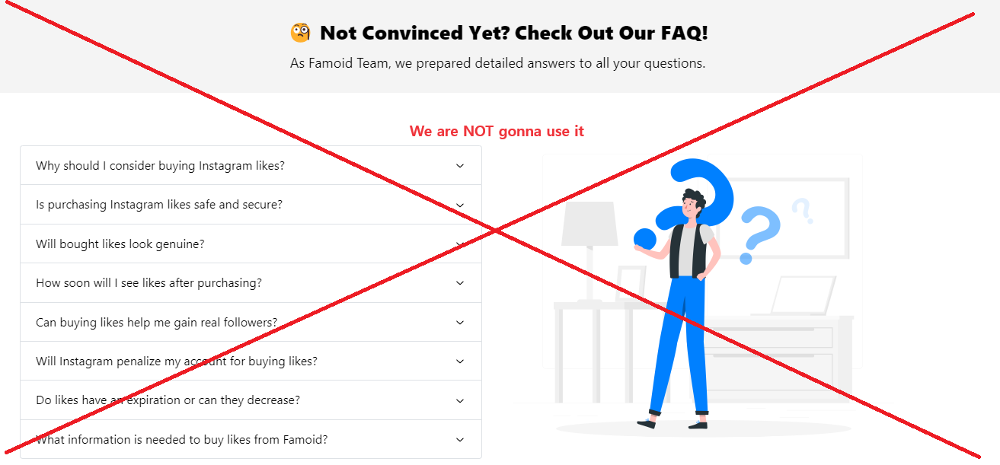 Not Convinced Yet? Check Out Our FAQ!
As Famoid Team, we prepared detailed answers to all your questions.
We are NOT gonna use it
Why should I consider buying Instagram likes?
Is purchasing Instagram likes safe and secure?
Will bought likes look genuine?
How soon will I see likes after purchasing?
Can buying likes help me gain real followers?
Will Instagram penalize my account for buying likes?
Do likes have an expiration or can they decrease?
What information is needed to buy likes from Famoid?